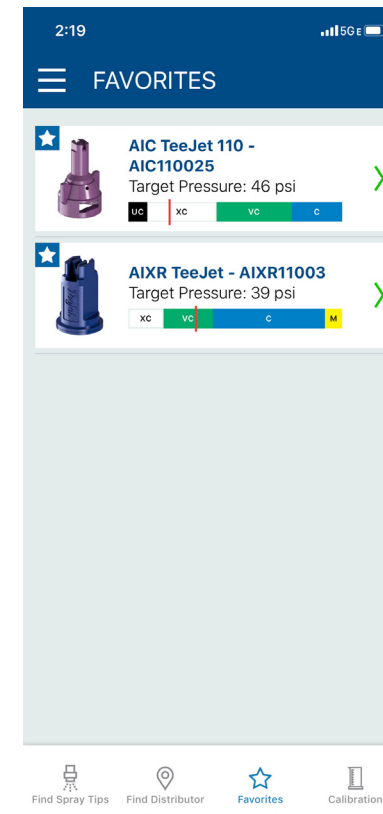 2:19
5G E
FAVORITES
AIC TeeJet 110 -
AIC110025
Target Pressure: 46 psi
UC XC VC C
AIXR TeeJet - AIXR11003
Target Pressure: 39 psi
XC VC C M
Find Spray Tips Find Distributor Favorites Calibration